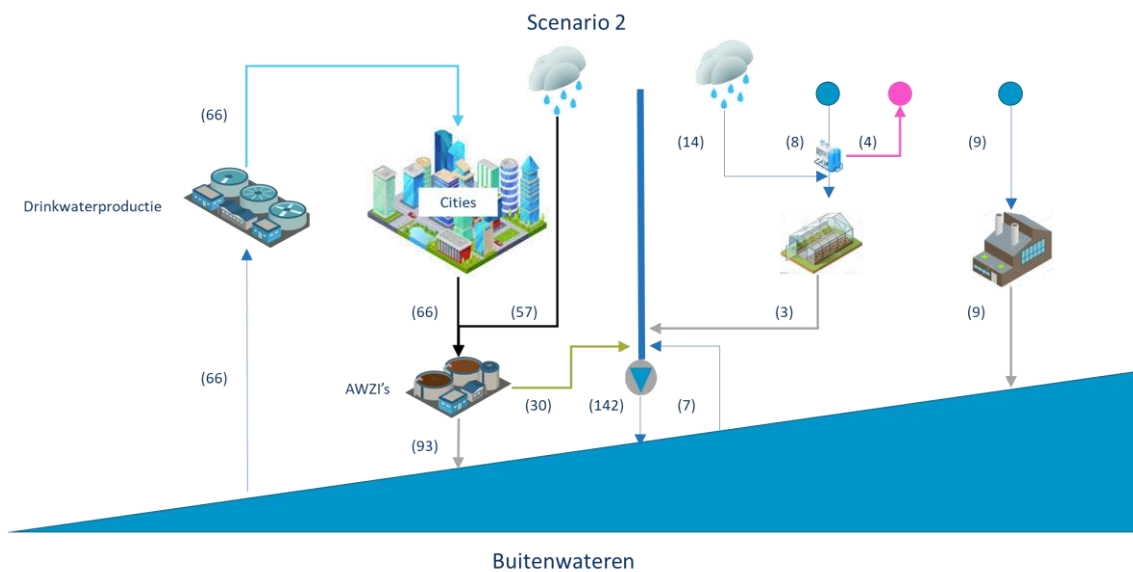 Scenario 2
(66)
(14)
(8)
(4)
(9)
Drinkwaterproductie
Cities
(66)
(57)
(3)
(9)
(66)
AWZI's
(30)
(142)
(7)
(93)
Buitenwateren